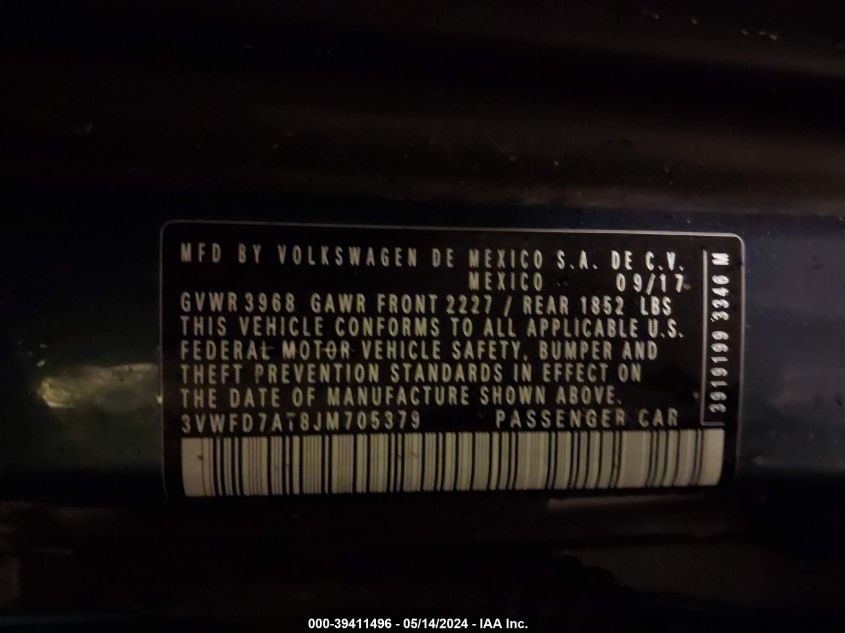 MFD BY VOLKSWAGEN DE MEXICO S.A. DE C.V.
MEXICO 09/17
GVWR 3968 GAWR FRONT 2227 / REAR 1852 LBS
THIS VEHICLE CONFORMS TO ALL APPLICABLE U.S.
FEDERAL MOTOR VEHICLE SAFETY, BUMPER AND
THEFT PREVENTION STANDARDS IN EFFECT ON
THE DATE OF MANUFACTURE SHOWN ABOVE.
3VWFD7AT8JM705379 PASSENGER CAR
3919199 3346 M
000-39411496 - 05/14/2024 - IAA Inc.